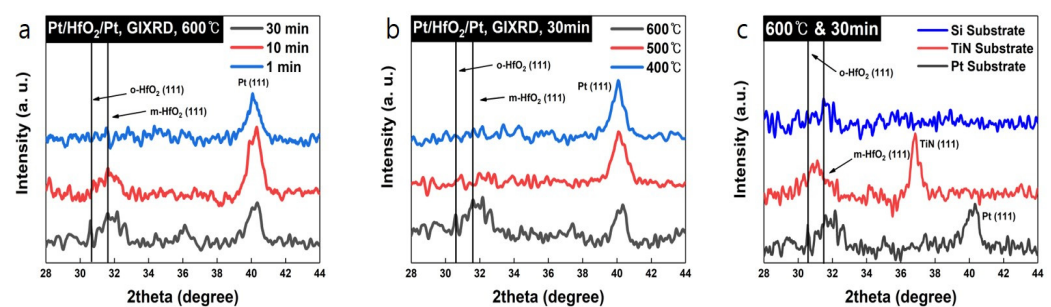 a
Pt/HfO₂/Pt, GIXRD, 600℃
30 min
10 min
1 min
Pt (111)
o-HfO₂ (111)
m-HfO₂ (111)
Intensity (a. u.)
28 30 32 34 36 38 40 42 44
2theta (degree)
b
Pt/HfO₂/Pt, GIXRD, 30min
600℃
500℃
400℃
o-HfO₂ (111)
Pt (111)
m-HfO₂ (111)
Intensity (a. u.)
28 30 32 34 36 38 40 42 44
2theta (degree)
c
600℃ & 30min
Si Substrate
TiN Substrate
Pt Substrate
o-HfO₂ (111)
TiN (111)
m-HfO₂ (111)
Pt (111)
Intensity (a.u.)
28 30 32 34 36 38 40 42 44
2theta (degree)